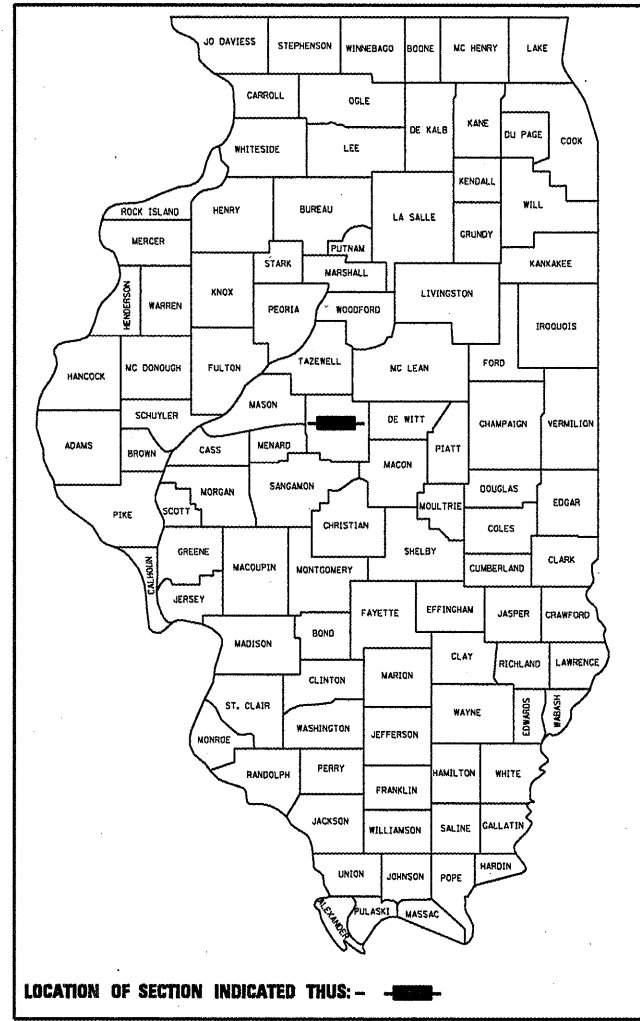 JO DAVIESS STEPHENSON WINNEBAGO BOONE MC HENRY LAKE
CARROLL OGLE DE KALB KANE DU PAGE COOK
WHITESIDE LEE
KENDALL
ROCK ISLAND HENRY BUREAU LA SALLE WILL
MERCER PUTNAM GRUNDY
STARK MARSHALL KANKAKEE
HENDERSON WARREN KNOX PEORIA WOODFORD LIVINGSTON
IROQUOIS
HANCOCK MC DONOUGH FULTON TAZEWELL MC LEAN FORD
MASON
SCHUYLER DE WITT CHAMPAIGN VERMILION
ADAMS BROWN CASS MENARD PIATT
MACON
PIKE SCOTT MORGAN SANGAMON MOULTRIE DOUGLAS EDGAR
CHRISTIAN COLES
CALHOUN GREENE MACOUPIN MONTGOMERY SHELBY CUMBERLAND CLARK
JERSEY
FAYETTE EFFINGHAM JASPER CRAWFORD
MADISON BOND
CLAY RICHLAND LAWRENCE
CLINTON MARION
ST. CLAIR WAYNE EDWARDS WABASH
MONROE WASHINGTON JEFFERSON
RANDOLPH PERRY HAMILTON WHITE
FRANKLIN
JACKSON WILLIAMSON SALINE GALLATIN
UNION JOHNSON POPE HARDIN
ALEXANDER PULASKI MASSAC
LOCATION OF SECTION INDICATED THUS: -